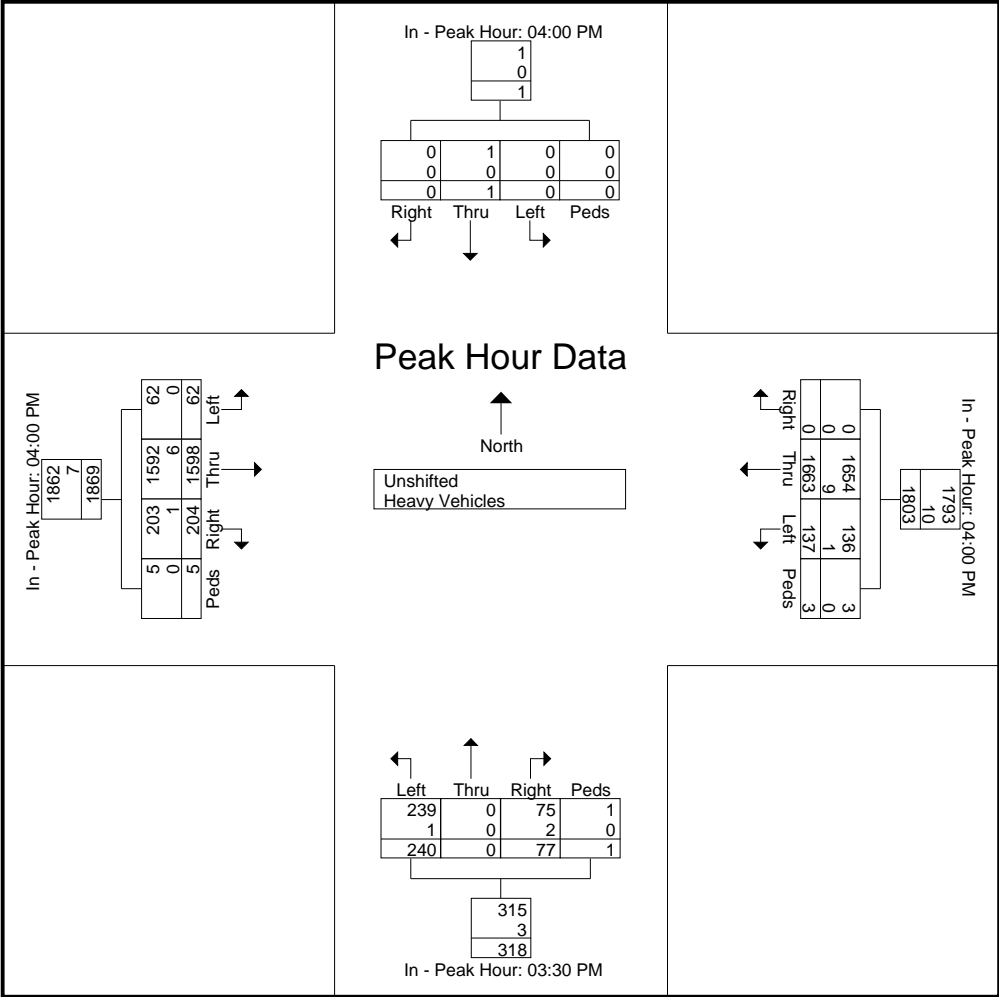 In - Peak Hour: 04:00 PM
1
0
1
0 1 0 0
0 0 0 0
0 1 0 0
Right Thru Left Peds
Peak Hour Data
North
Unshifted
Heavy Vehicles
In - Peak Hour: 04:00 PM
1862
7
1869
62 1592 203 5
0 6 1 0
62 1598 204 5
Left Thru Right Peds
In - Peak Hour: 04:00 PM
1793
10
1803
0 1654 136 3
0 9 1 0
0 1663 137 3
Right Thru Left Peds
Left Thru Right Peds
239 0 75 1
1 0 2 0
240 0 77 1
315
3
318
In - Peak Hour: 03:30 PM